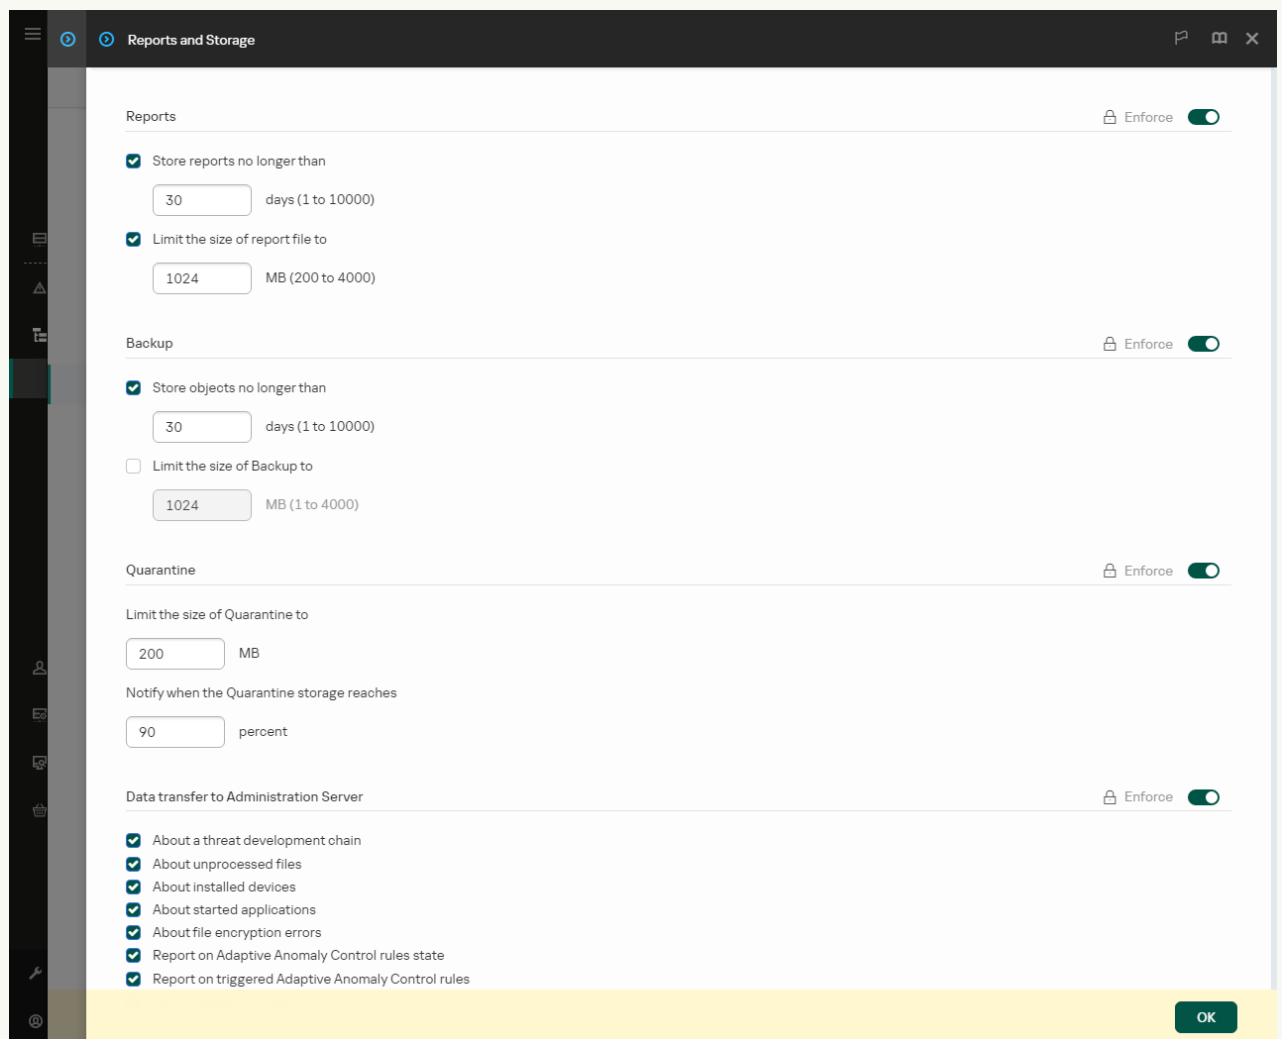 Reports and Storage
Reports
Enforce
Store reports no longer than
30 days (1 to 10000)
Limit the size of report file to
1024 MB (200 to 4000)
Backup
Enforce
Store objects no longer than
30 days (1 to 10000)
Limit the size of Backup to
1024 MB (1 to 4000)
Quarantine
Enforce
Limit the size of Quarantine to
200 MB
Notify when the Quarantine storage reaches
90 percent
Data transfer to Administration Server
Enforce
About a threat development chain
About unprocessed files
About installed devices
About started applications
About file encryption errors
Report on Adaptive Anomaly Control rules state
Report on triggered Adaptive Anomaly Control rules
OK